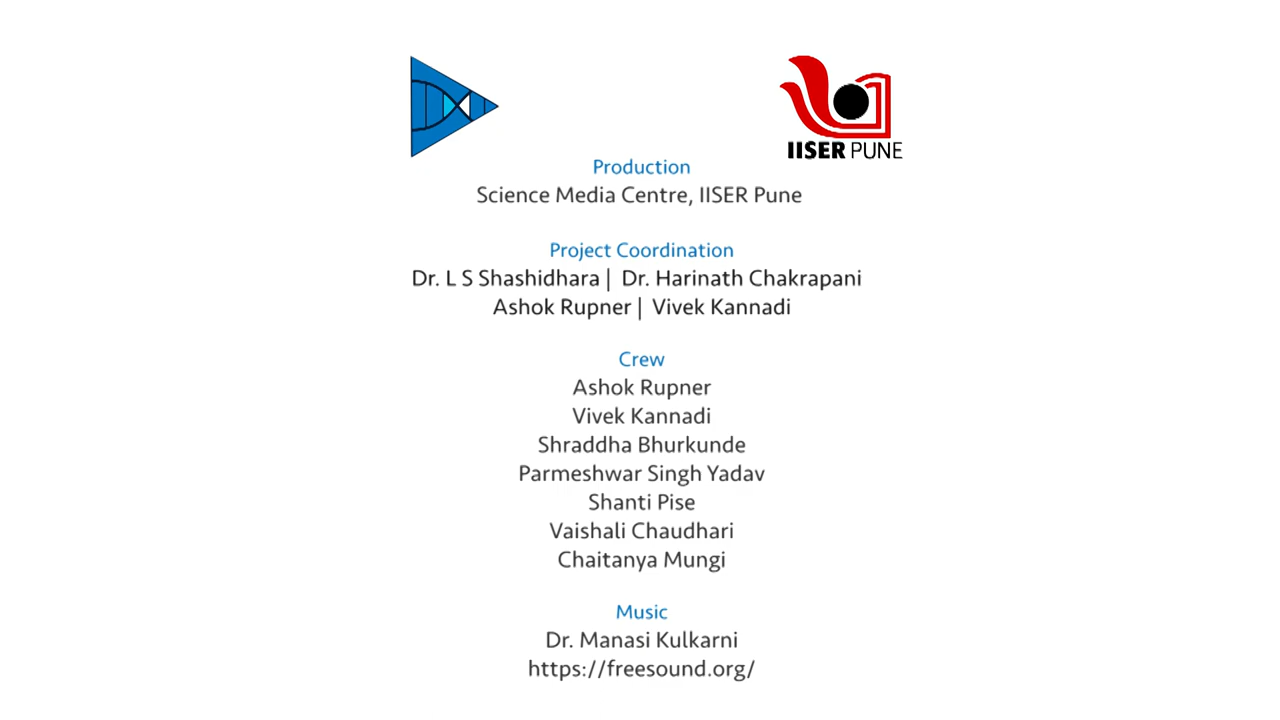 IISER PUNE
Production
Science Media Centre, IISER Pune
Project Coordination
Dr. L S Shashidhara | Dr. Harinath Chakrapani
Ashok Rupner | Vivek Kannadi
Crew
Ashok Rupner
Vivek Kannadi
Shraddha Bhurkunde
Parmeshwar Singh Yadav
Shanti Pise
Vaishali Chaudhari
Chaitanya Mungi
Music
Dr. Manasi Kulkarni
https://freesound.org/